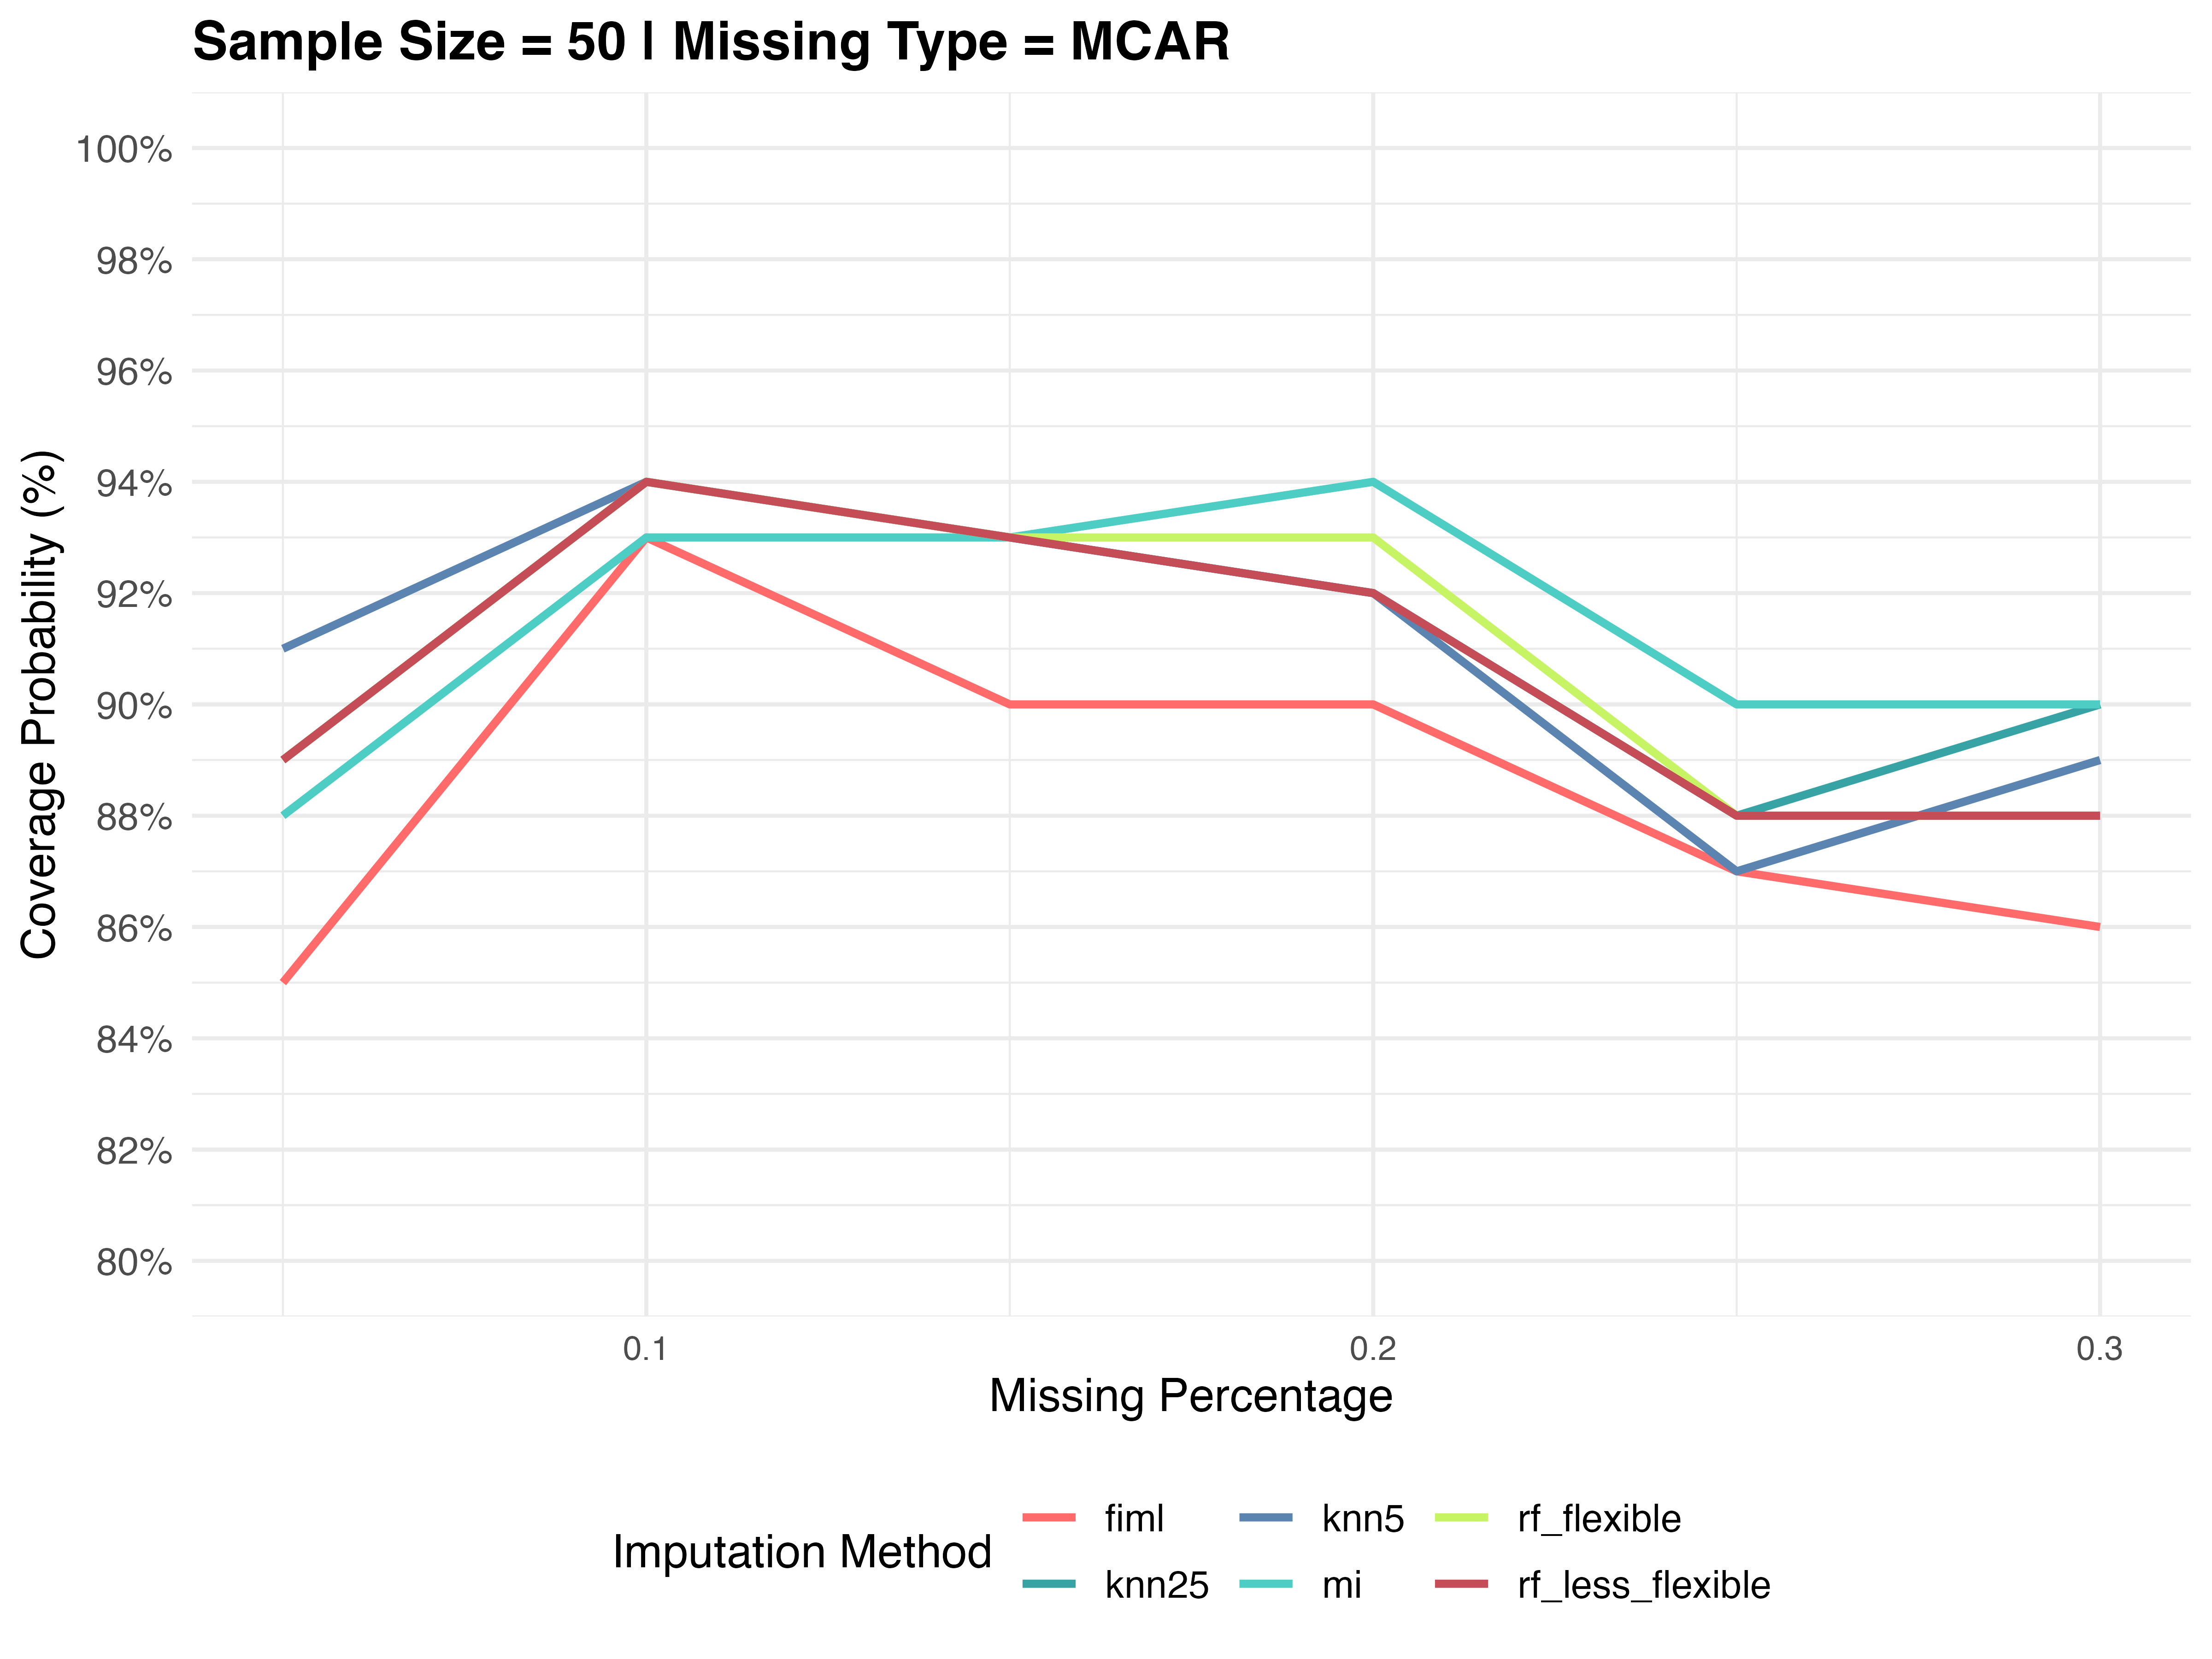 Sample Size = 50 | Missing Type = MCAR
100%
98%
96%
94%
92%
90%
88%
86%
84%
82%
80%
Coverage Probability (%)
0.1 0.2 0.3
Missing Percentage
Imputation Method
fiml knn5 rf_flexible
knn25 mi rf_less_flexible